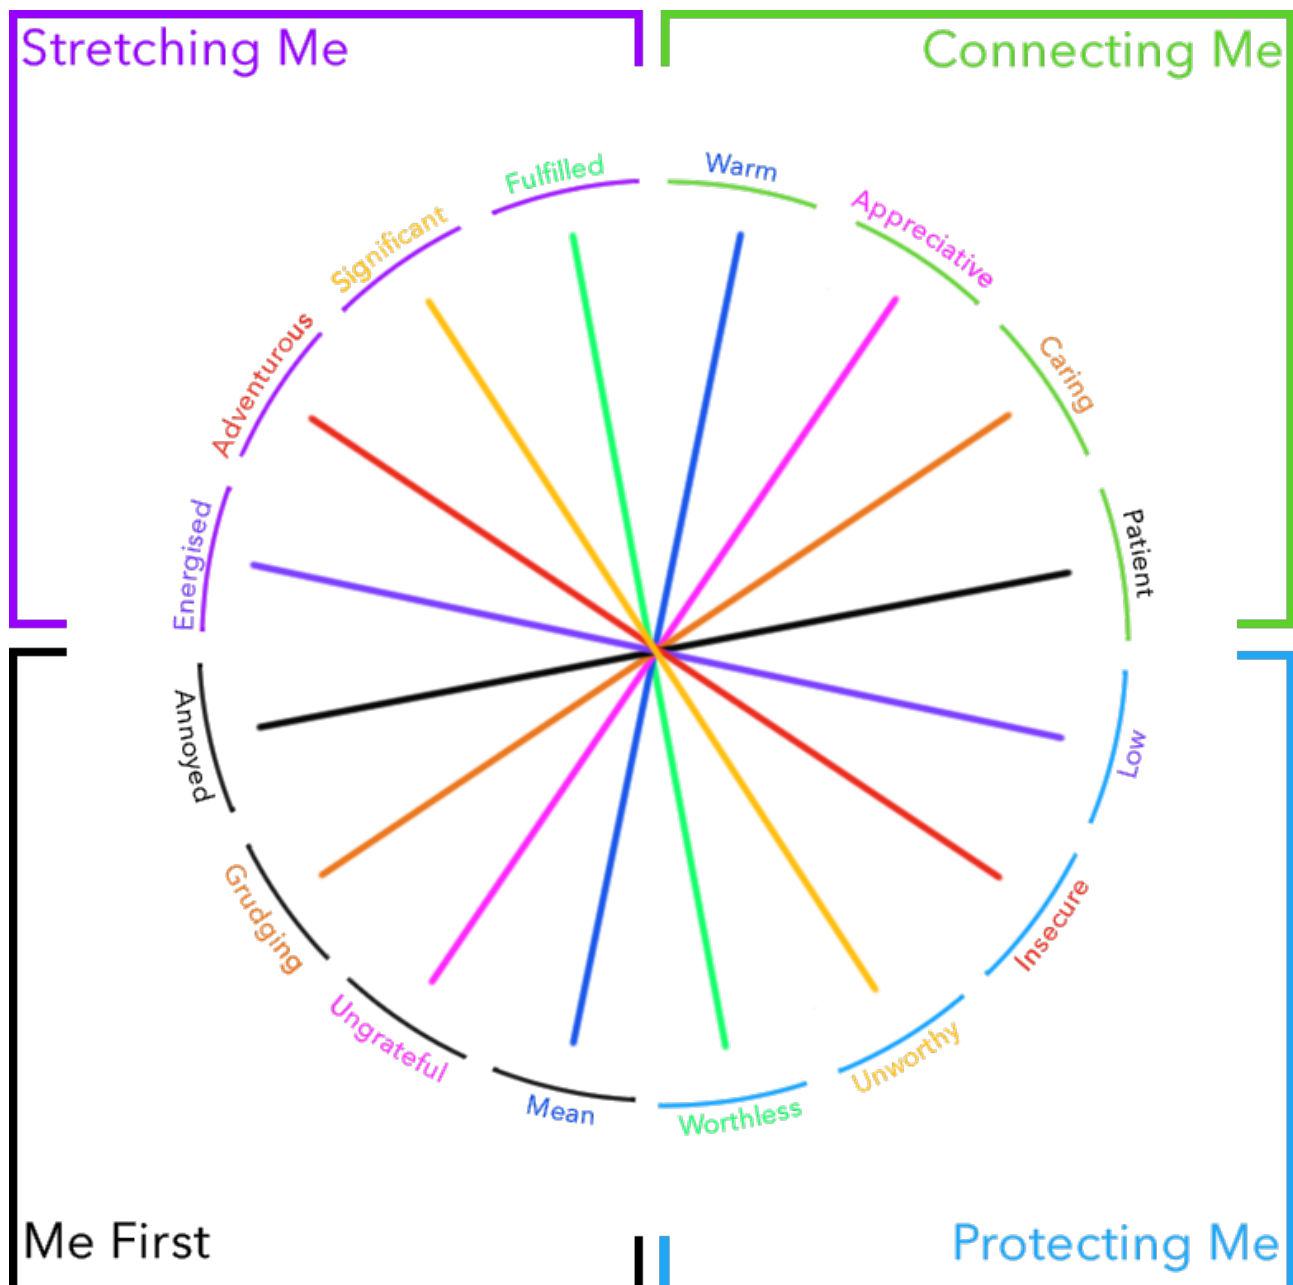 Stretching Me
Connecting Me
Fulfilled
Warm
Significant
Appreciative
Adventurous
Caring
Energised
Patient
Annoyed
Low
Grudging
Insecure
Ungrateful
Unworthy
Mean
Worthless
Me First
Protecting Me